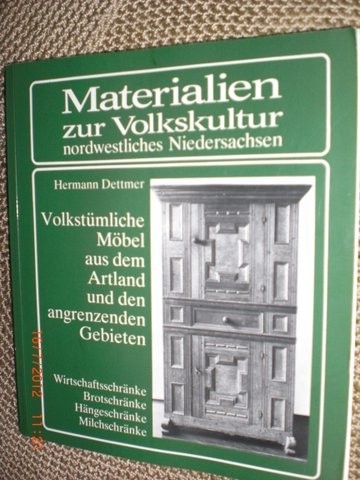 Materialien
zur Volkskultur
nordwestliches Niedersachsen
Hermann Dettmer
Volkstümliche
Möbel
aus dem
Artland
und den
angrenzenden
Gebieten
Wirtschaftsschränke
Brotschränke
Hängeschränke
Milchschränke